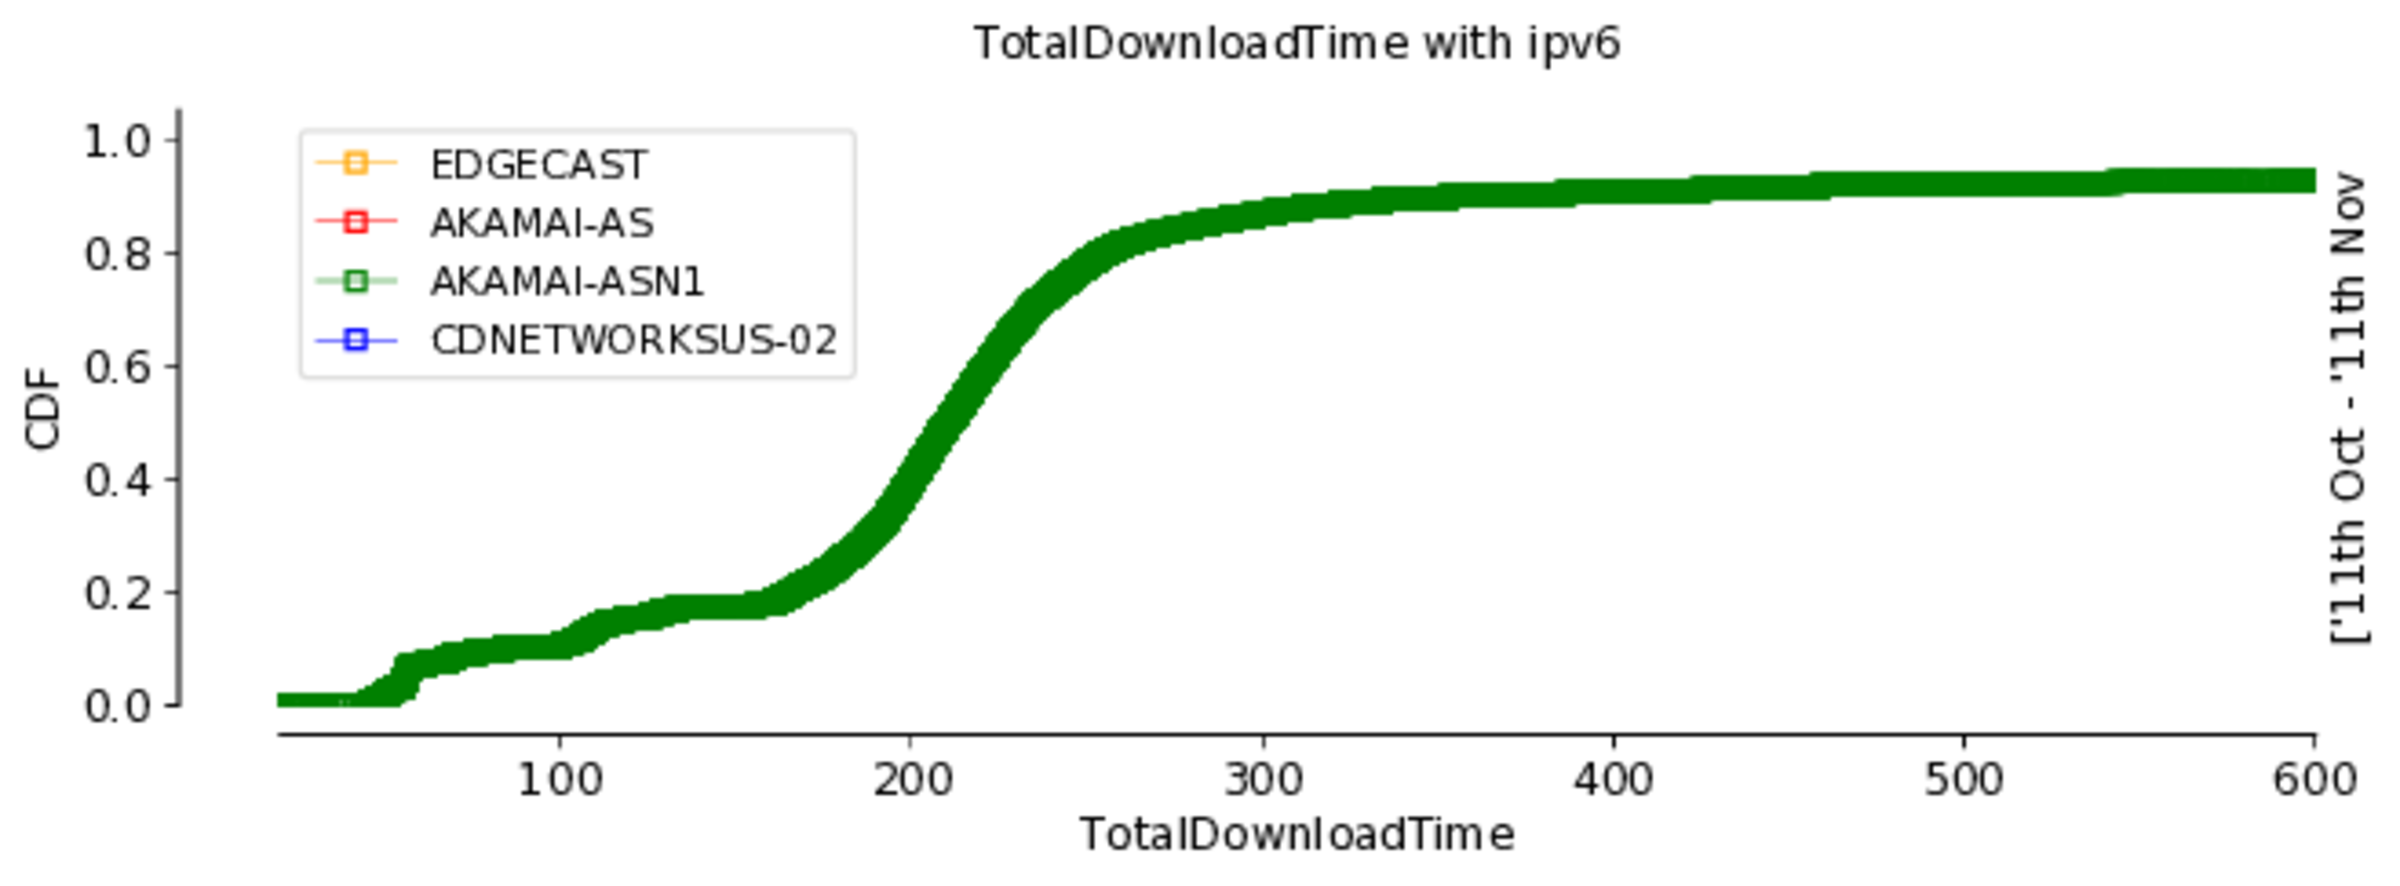 TotalDownloadTime with ipv6
1.0
0.8
0.6
0.4
0.2
0.0
CDF
EDGECAST
AKAMAI-AS
AKAMAI-ASN1
CDNETWORKSUS-02
['11th Oct - '11th Nov
100 200 300 400 500 600
TotalDownloadTime